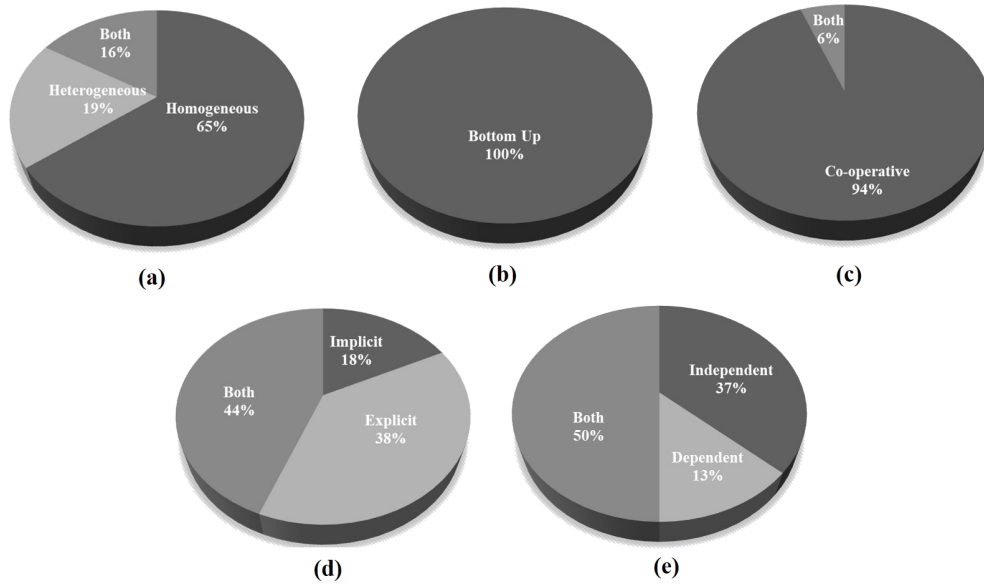 Both
16%
Heterogeneous
19%
Homogeneous
65%
(a)
Bottom Up
100%
(b)
Both
6%
Co-operative
94%
(c)
Implicit
18%
Both
44%
Explicit
38%
(d)
Independent
37%
Both
50%
Dependent
13%
(e)